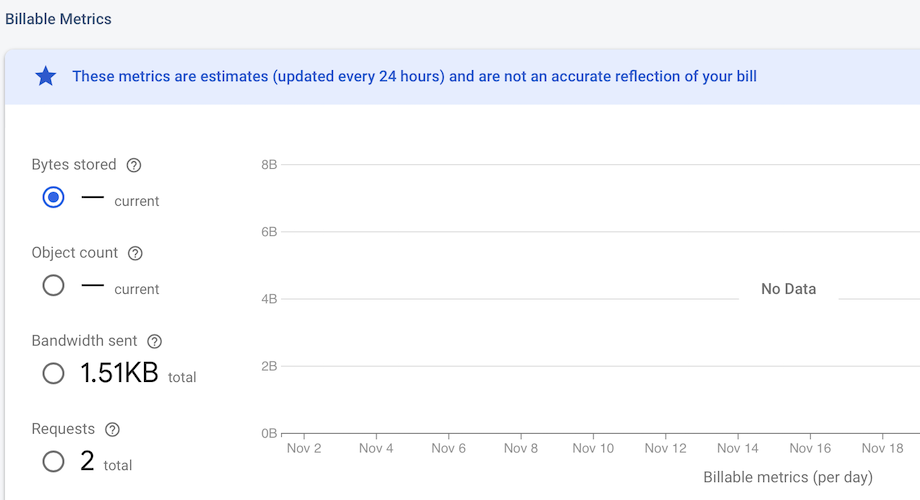 Billable Metrics
These metrics are estimates (updated every 24 hours) and are not an accurate reflection of your bill
Bytes stored
— current
Object count
— current
Bandwidth sent
1.51KB total
Requests
2 total
8B
6B
4B
2B
0B
No Data
Nov 2 Nov 4 Nov 6 Nov 8 Nov 10 Nov 12 Nov 14 Nov 16 Nov 18
Billable metrics (per day)